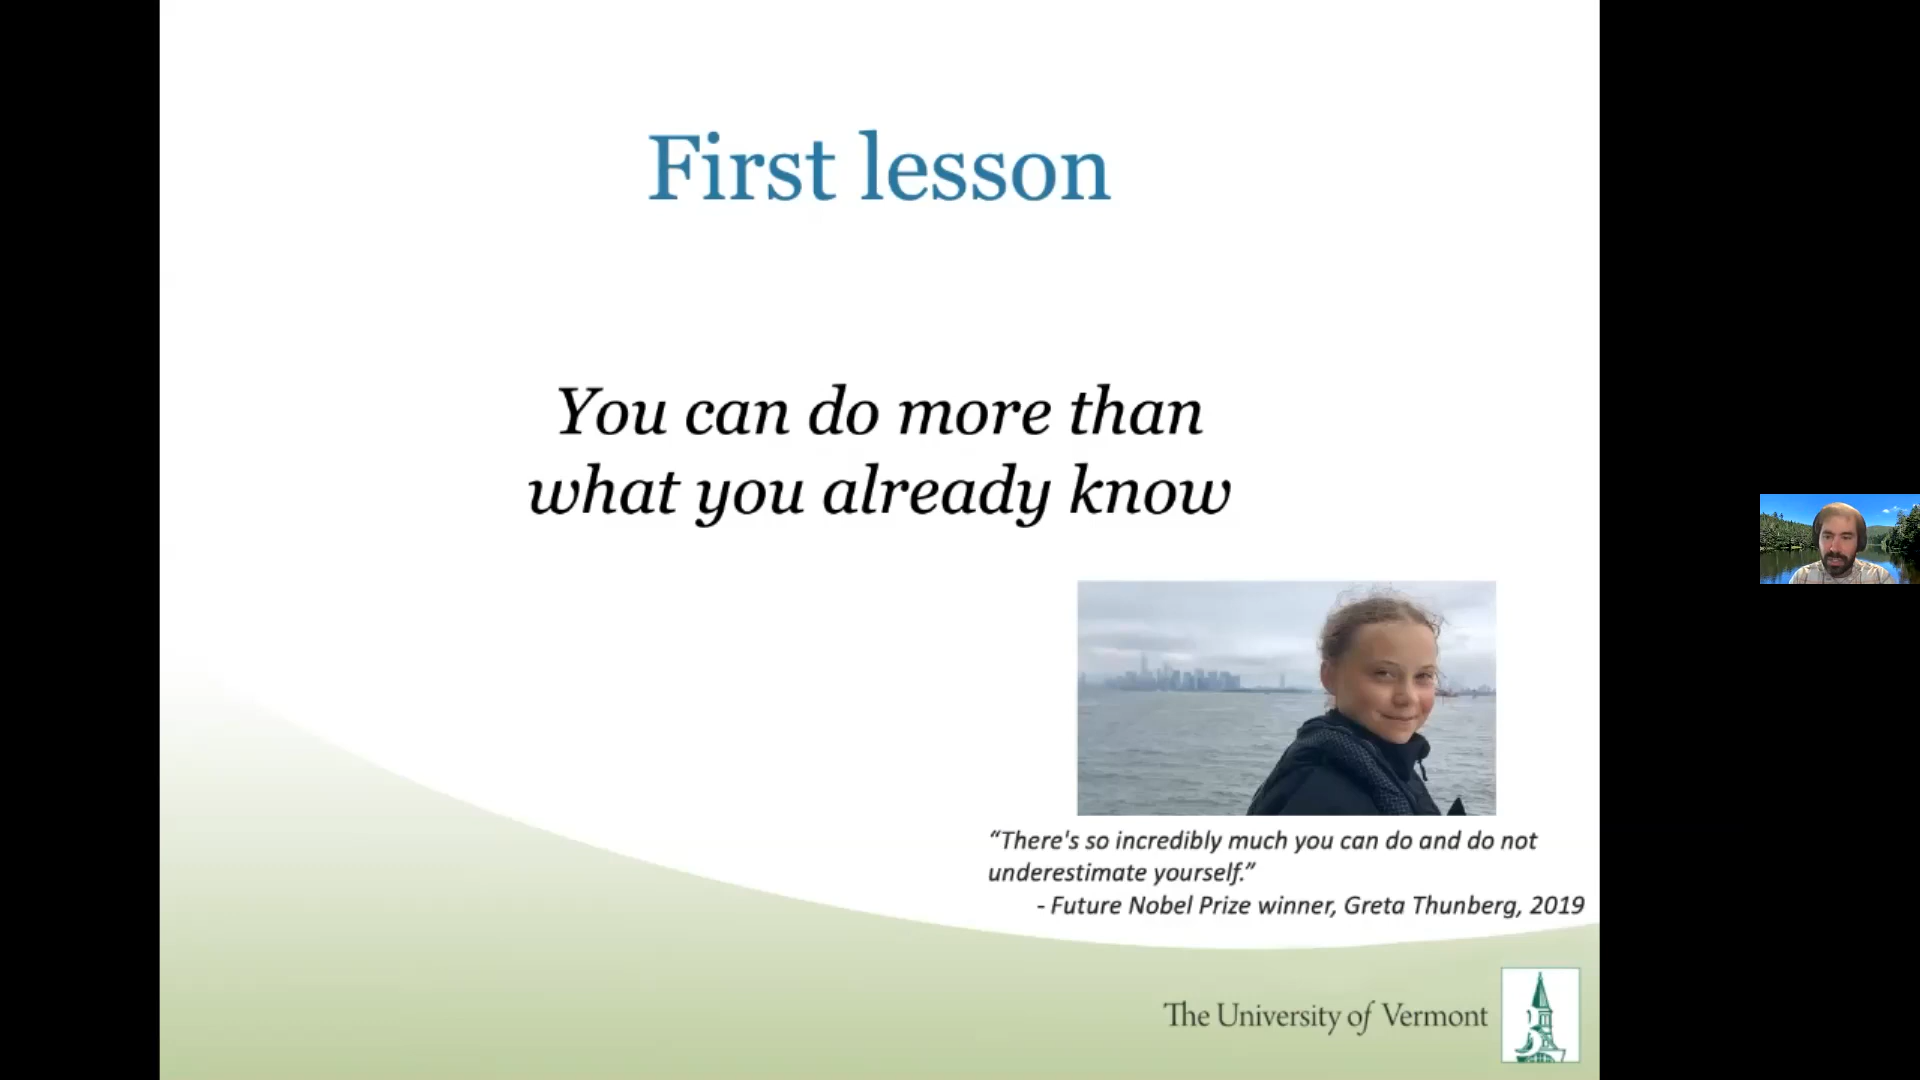 First lesson
You can do more than
what you already know
“There's so incredibly much you can do and do not
underestimate yourself.”
- Future Nobel Prize winner, Greta Thunberg, 2019
The University of Vermont